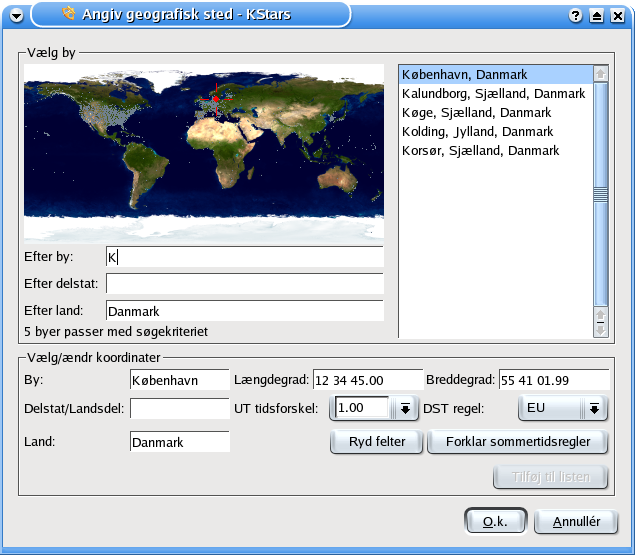 Angiv geografisk sted - KStars
Vælg by
København, Danmark
Kalundborg, Sjælland, Danmark
Køge, Sjælland, Danmark
Kolding, Jylland, Danmark
Korsør, Sjælland, Danmark
Efter by: K
Efter delstat:
Efter land: Danmark
5 byer passer med søgekriteriet
Vælg/ændr koordinater
By: København Længdegrad: 12 34 45.00 Breddegrad: 55 41 01.99
Delstat/Landsdel: UT tidsforskel: 1.00 DST regel: EU
Land: Danmark Ryd felter Forklar sommertidsregler
Tilføj til listen
O.k. Annullér